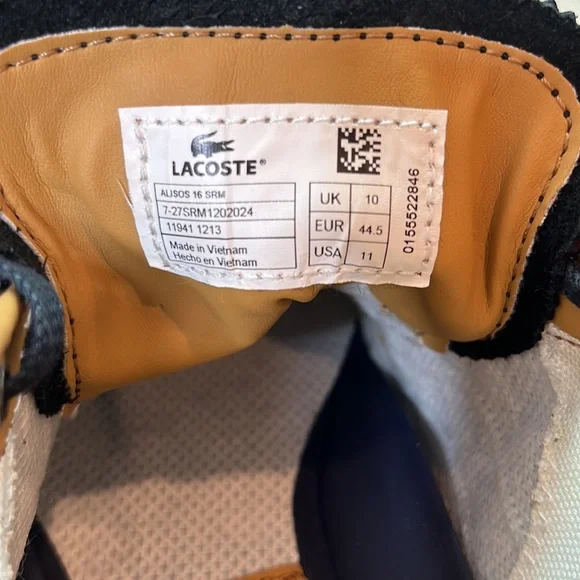 LACOSTE®
ALISOS 16 SRM
7-27SRM1202024
11941 1213
Made in Vietnam
Hecho en Vietnam
UK 10
EUR 44.5
USA 11
0155522846